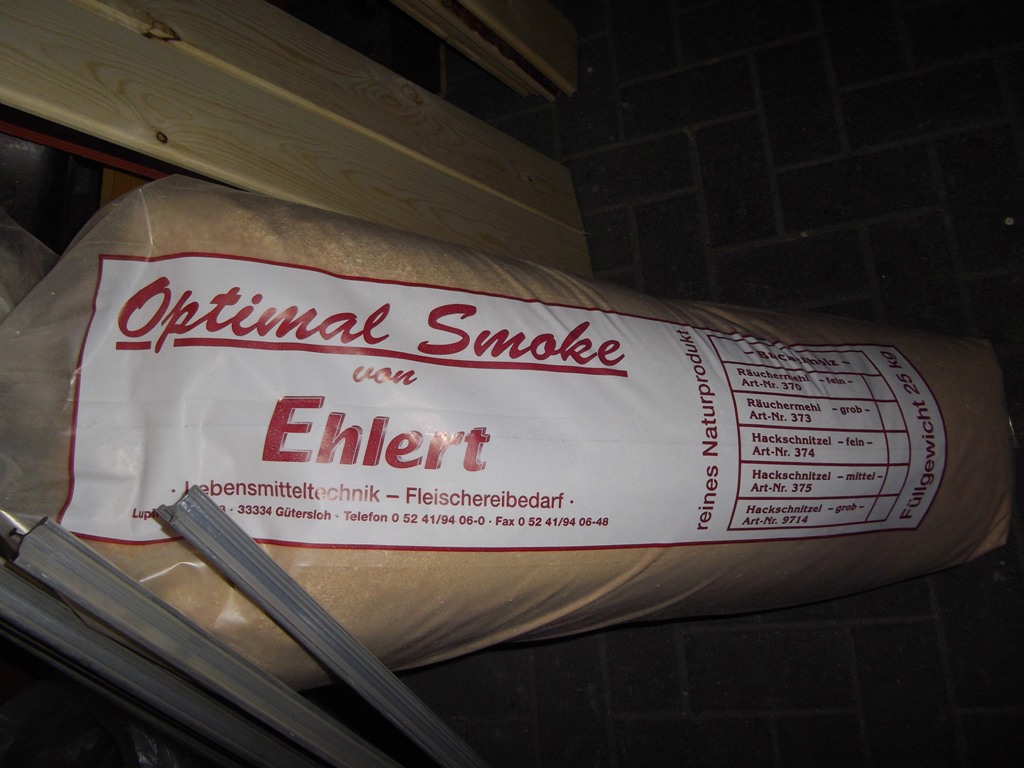 Optimal Smoke
von
Ehlert
· Lebensmitteltechnik – Fleischereibedarf ·
· 33334 Gütersloh · Telefon 0 52 41/94 06-0 · Fax 0 52 41/94 06-48
reines Naturprodukt
Räuchermehl – fein –
Art-Nr. 370
Räuchermehl – grob –
Art-Nr. 373
Hackschnitzel – fein –
Art-Nr. 374
Hackschnitzel – mittel –
Art-Nr. 375
Hackschnitzel – grob –
Art-Nr. 9714
Füllgewicht 25 kg